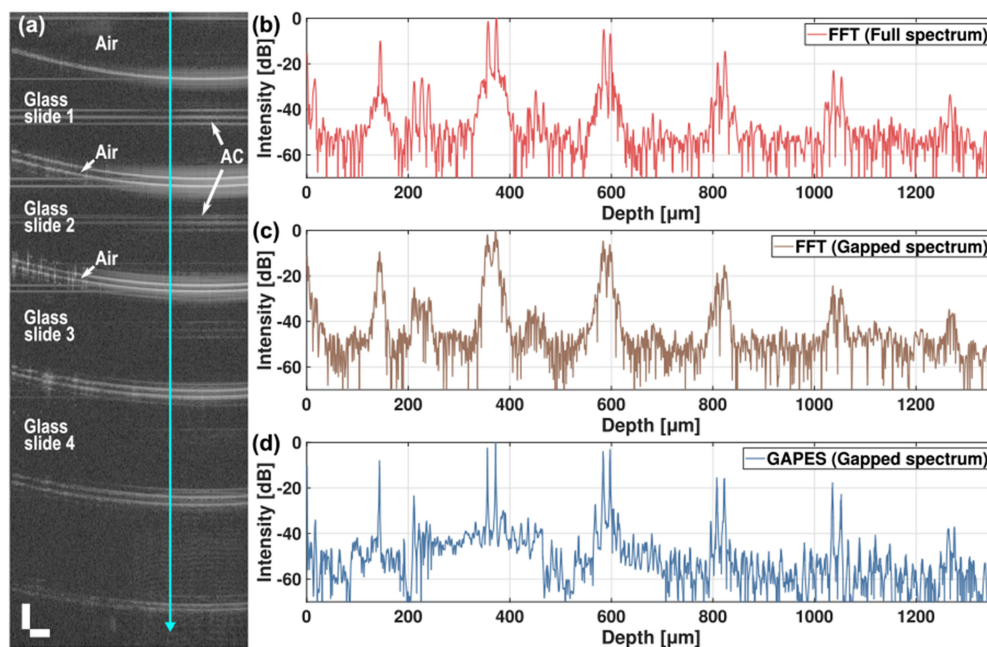 (a)
Air
Glass
slide 1
Air
AC
Glass
slide 2
Air
Glass
slide 3
Glass
slide 4
(b)
0
-20
-40
-60
Intensity [dB]
FFT (Full spectrum)
0 200 400 600 800 1000 1200
Depth [µm]
(c)
0
-20
-40
-60
Intensity [dB]
FFT (Gapped spectrum)
0 200 400 600 800 1000 1200
Depth [µm]
(d)
0
-20
-40
-60
Intensity [dB]
GAPES (Gapped spectrum)
0 200 400 600 800 1000 1200
Depth [µm]